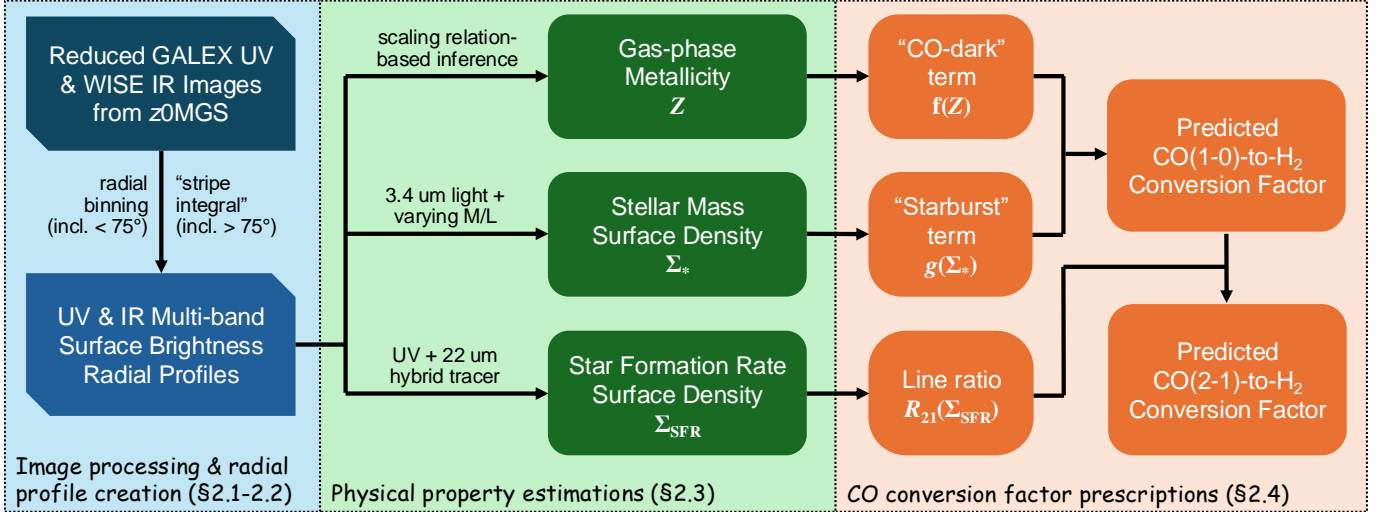 Reduced GALEX UV
& WISE IR Images
from z0MGS
radial
binning
(incl. < 75°)
“stripe
integral”
(incl. > 75°)
UV & IR Multi-band
Surface Brightness
Radial Profiles
Image processing & radial
profile creation (§2.1-2.2)
scaling relation-
based inference
Gas-phase
Metallicity
Z
3.4 um light +
varying M/L
Stellar Mass
Surface Density
Σ*
UV + 22 um
hybrid tracer
Star Formation Rate
Surface Density
ΣSFR
Physical property estimations (§2.3)
“CO-dark”
term
f(Z)
“Starburst”
term
g(Σ*)
Line ratio
R21(ΣSFR)
Predicted
CO(1-0)-to-H2
Conversion Factor
Predicted
CO(2-1)-to-H2
Conversion Factor
CO conversion factor prescriptions (§2.4)